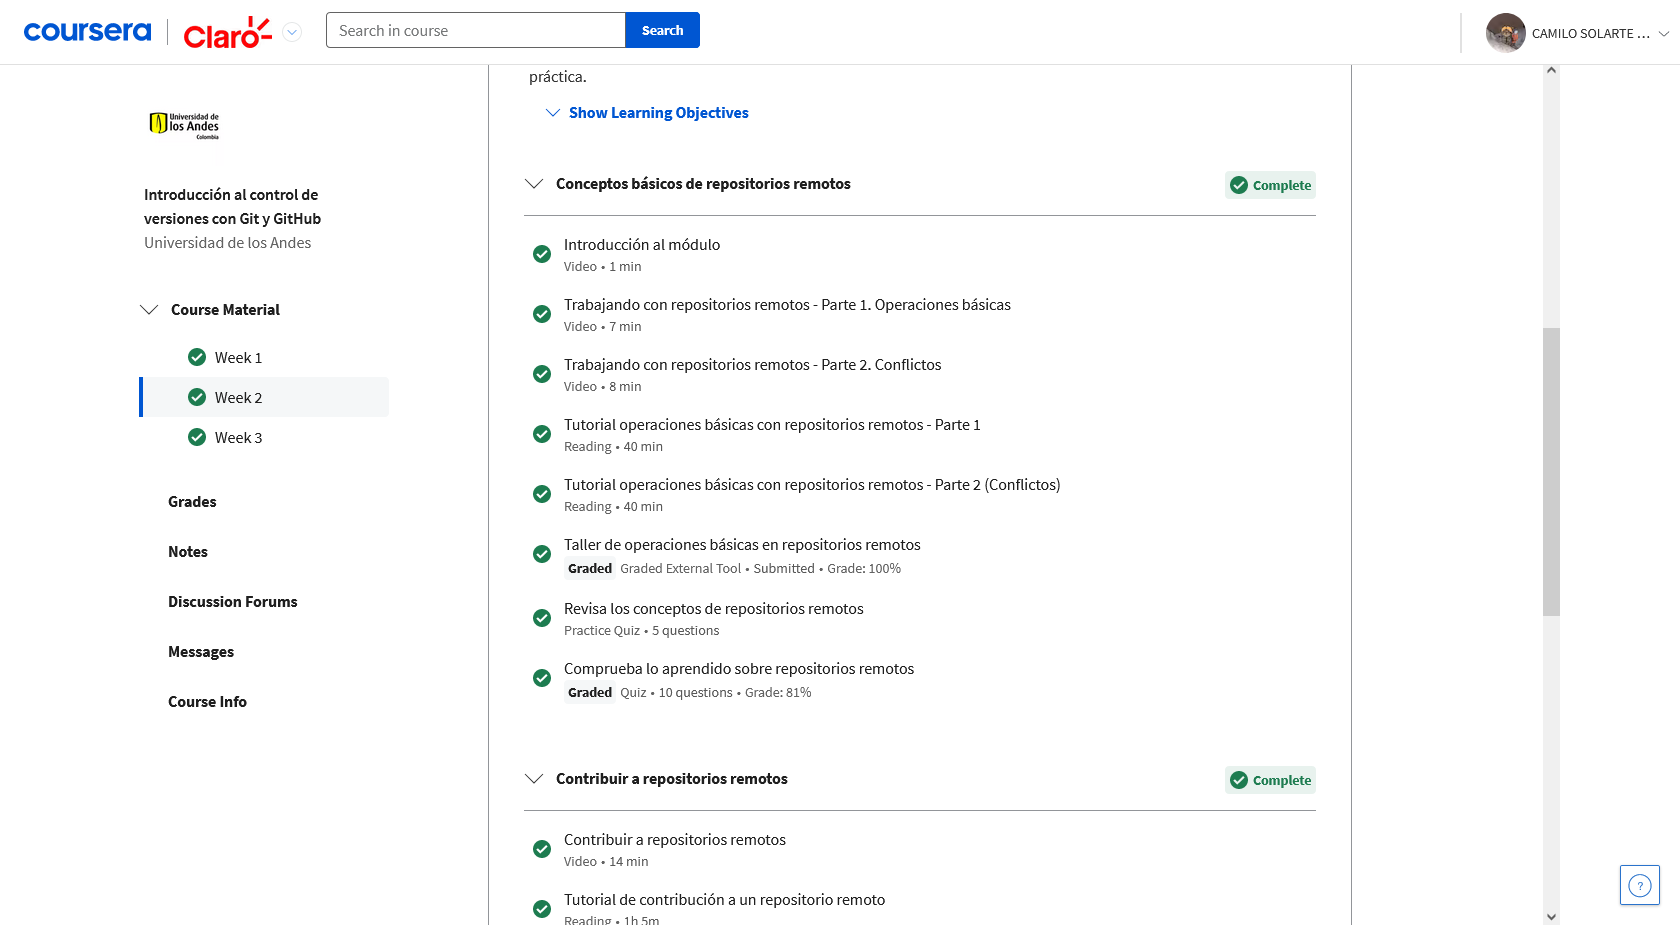 coursera
Claro
Search in course
Search
CAMILO SOLARTE ...
Universidad de
los Andes
Colombia
Introducción al control de
versiones con Git y GitHub
Universidad de los Andes
Course Material
Week 1
Week 2
Week 3
Grades
Notes
Discussion Forums
Messages
Course Info
práctica.
Show Learning Objectives
Conceptos básicos de repositorios remotos
Complete
Introducción al módulo
Video • 1 min
Trabajando con repositorios remotos - Parte 1. Operaciones básicas
Video • 7 min
Trabajando con repositorios remotos - Parte 2. Conflictos
Video • 8 min
Tutorial operaciones básicas con repositorios remotos - Parte 1
Reading • 40 min
Tutorial operaciones básicas con repositorios remotos - Parte 2 (Conflictos)
Reading • 40 min
Taller de operaciones básicas en repositorios remotos
Graded Graded External Tool • Submitted • Grade: 100%
Revisa los conceptos de repositorios remotos
Practice Quiz • 5 questions
Comprueba lo aprendido sobre repositorios remotos
Graded Quiz • 10 questions • Grade: 81%
Contribuir a repositorios remotos
Complete
Contribuir a repositorios remotos
Video • 14 min
Tutorial de contribución a un repositorio remoto
Reading • 1h 5m
?